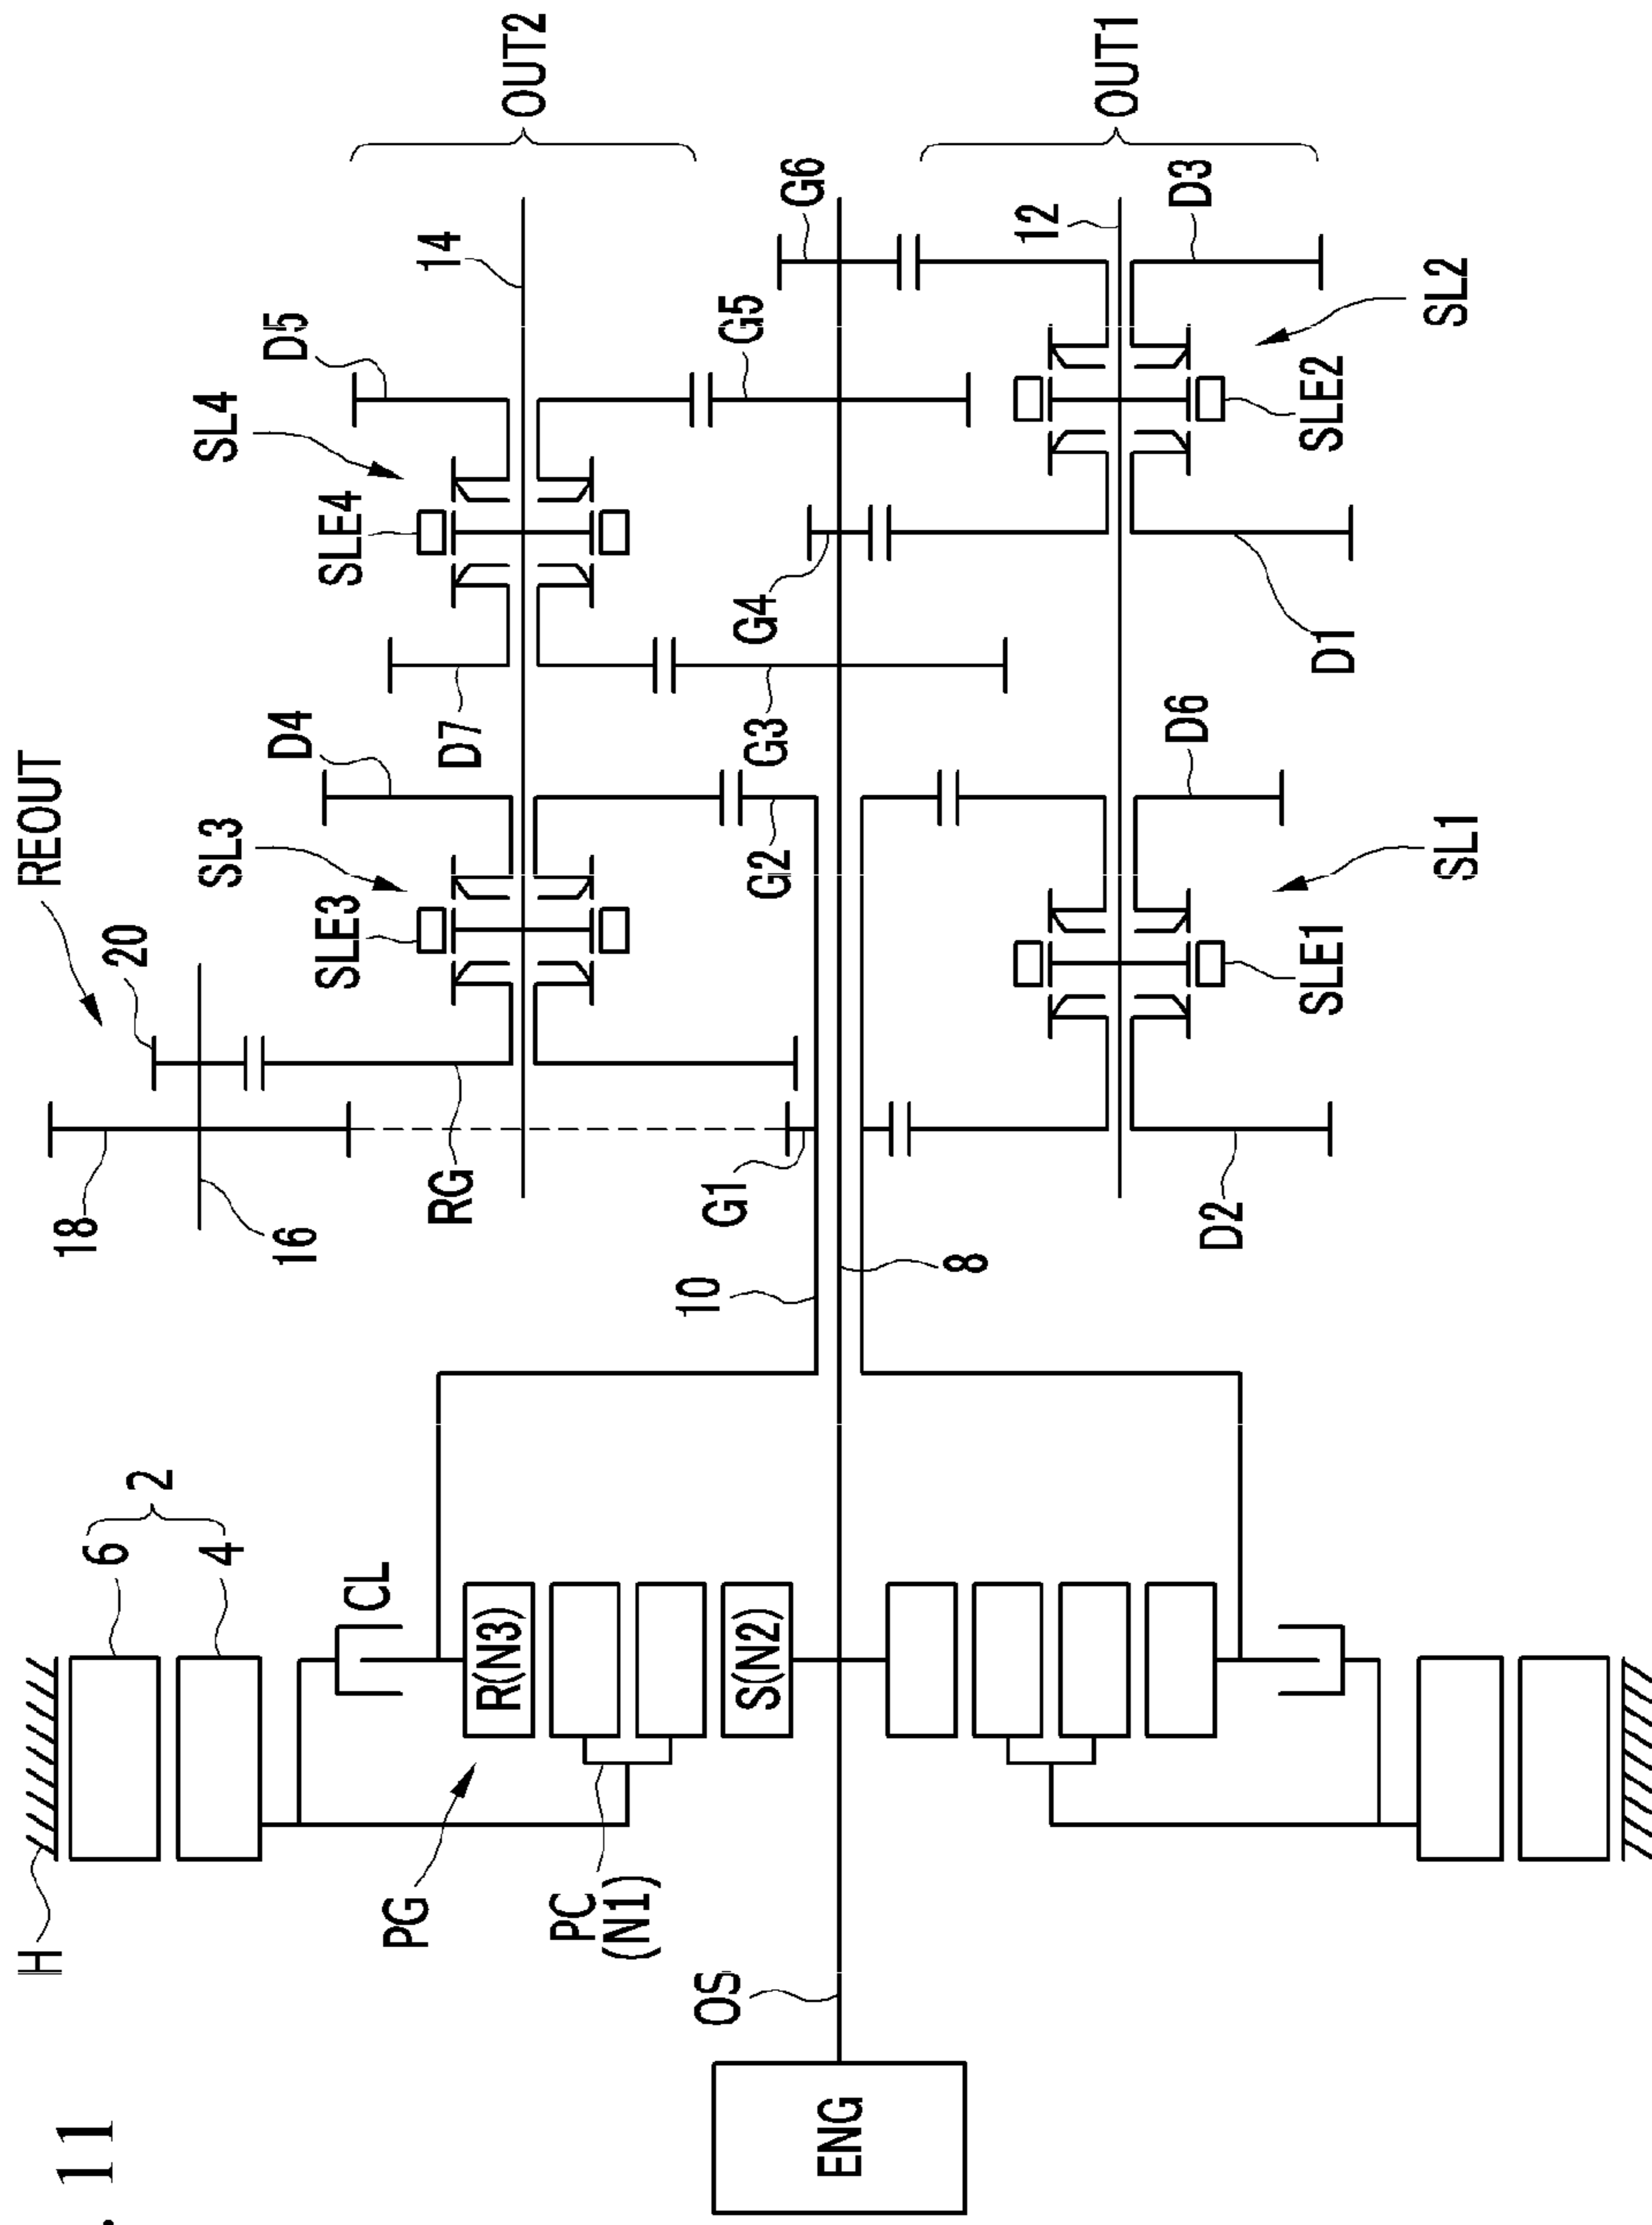 . 11
H
6
4
2
CL
PG
R(N3)
S(N2)
PC
(N1)
OS
ENG
REOUT
20
18
16
RG
SL3
SLE3
D4
D7
SL4
SLE4
D5
14
OUT2
G1
G2
G3
G4
G5
G6
10
8
12
OUT1
D3
SL2
SLE2
D1
D6
SL1
SLE1
D2